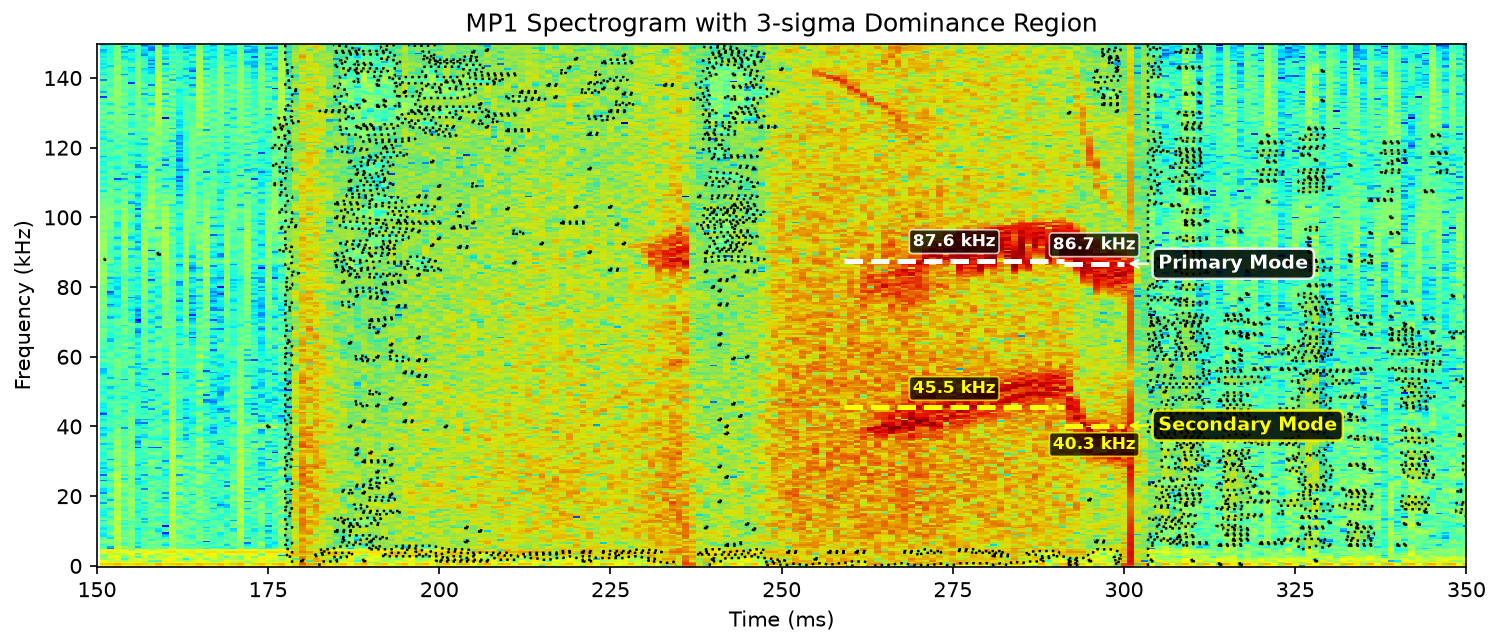 MP1 Spectrogram with 3-sigma Dominance Region
Frequency (kHz)
140
120
100
80
60
40
20
0
87.6 kHz
86.7 kHz
Primary Mode
45.5 kHz
Secondary Mode
40.3 kHz
150
175
200
225
250
275
300
325
350
Time (ms)